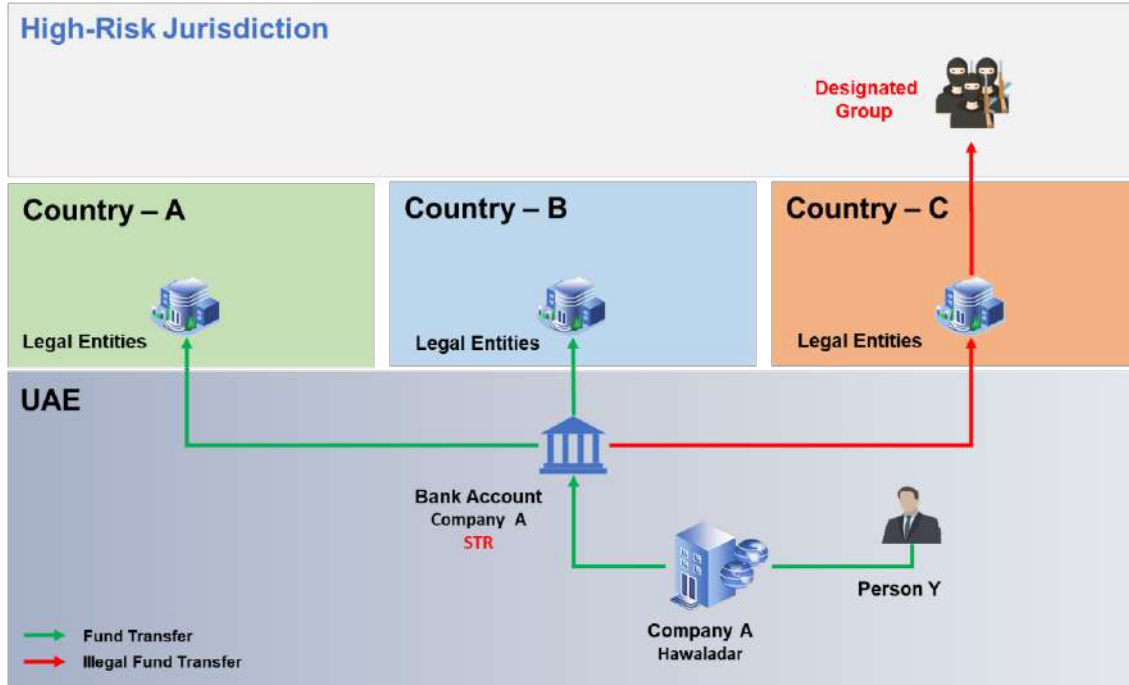 High-Risk Jurisdiction
Designated
Group
Country – A
Legal Entities
Country – B
Legal Entities
Country – C
Legal Entities
UAE
Bank Account
Company A
STR
Person Y
Company A
Hawaladar
Fund Transfer
Illegal Fund Transfer